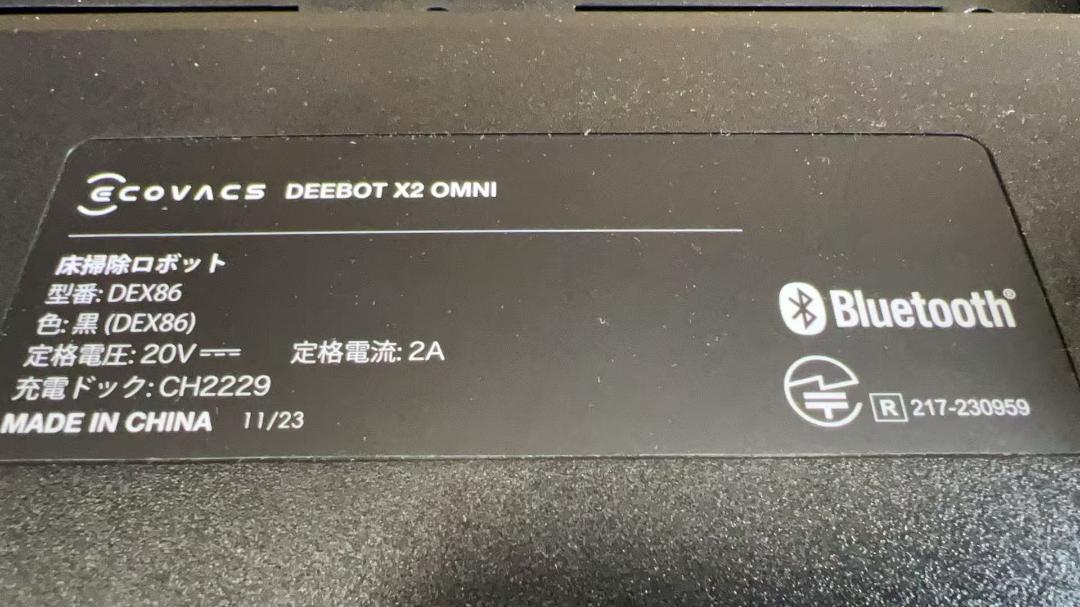 ECOVACS DEEBOT X2 OMNI
床掃除ロボット
型番: DEX86
色: 黒 (DEX86)
定格電圧: 20V⎓ 定格電流: 2A
充電ドック: CH2229
MADE IN CHINA 11/23
Bluetooth®
R 217-230959